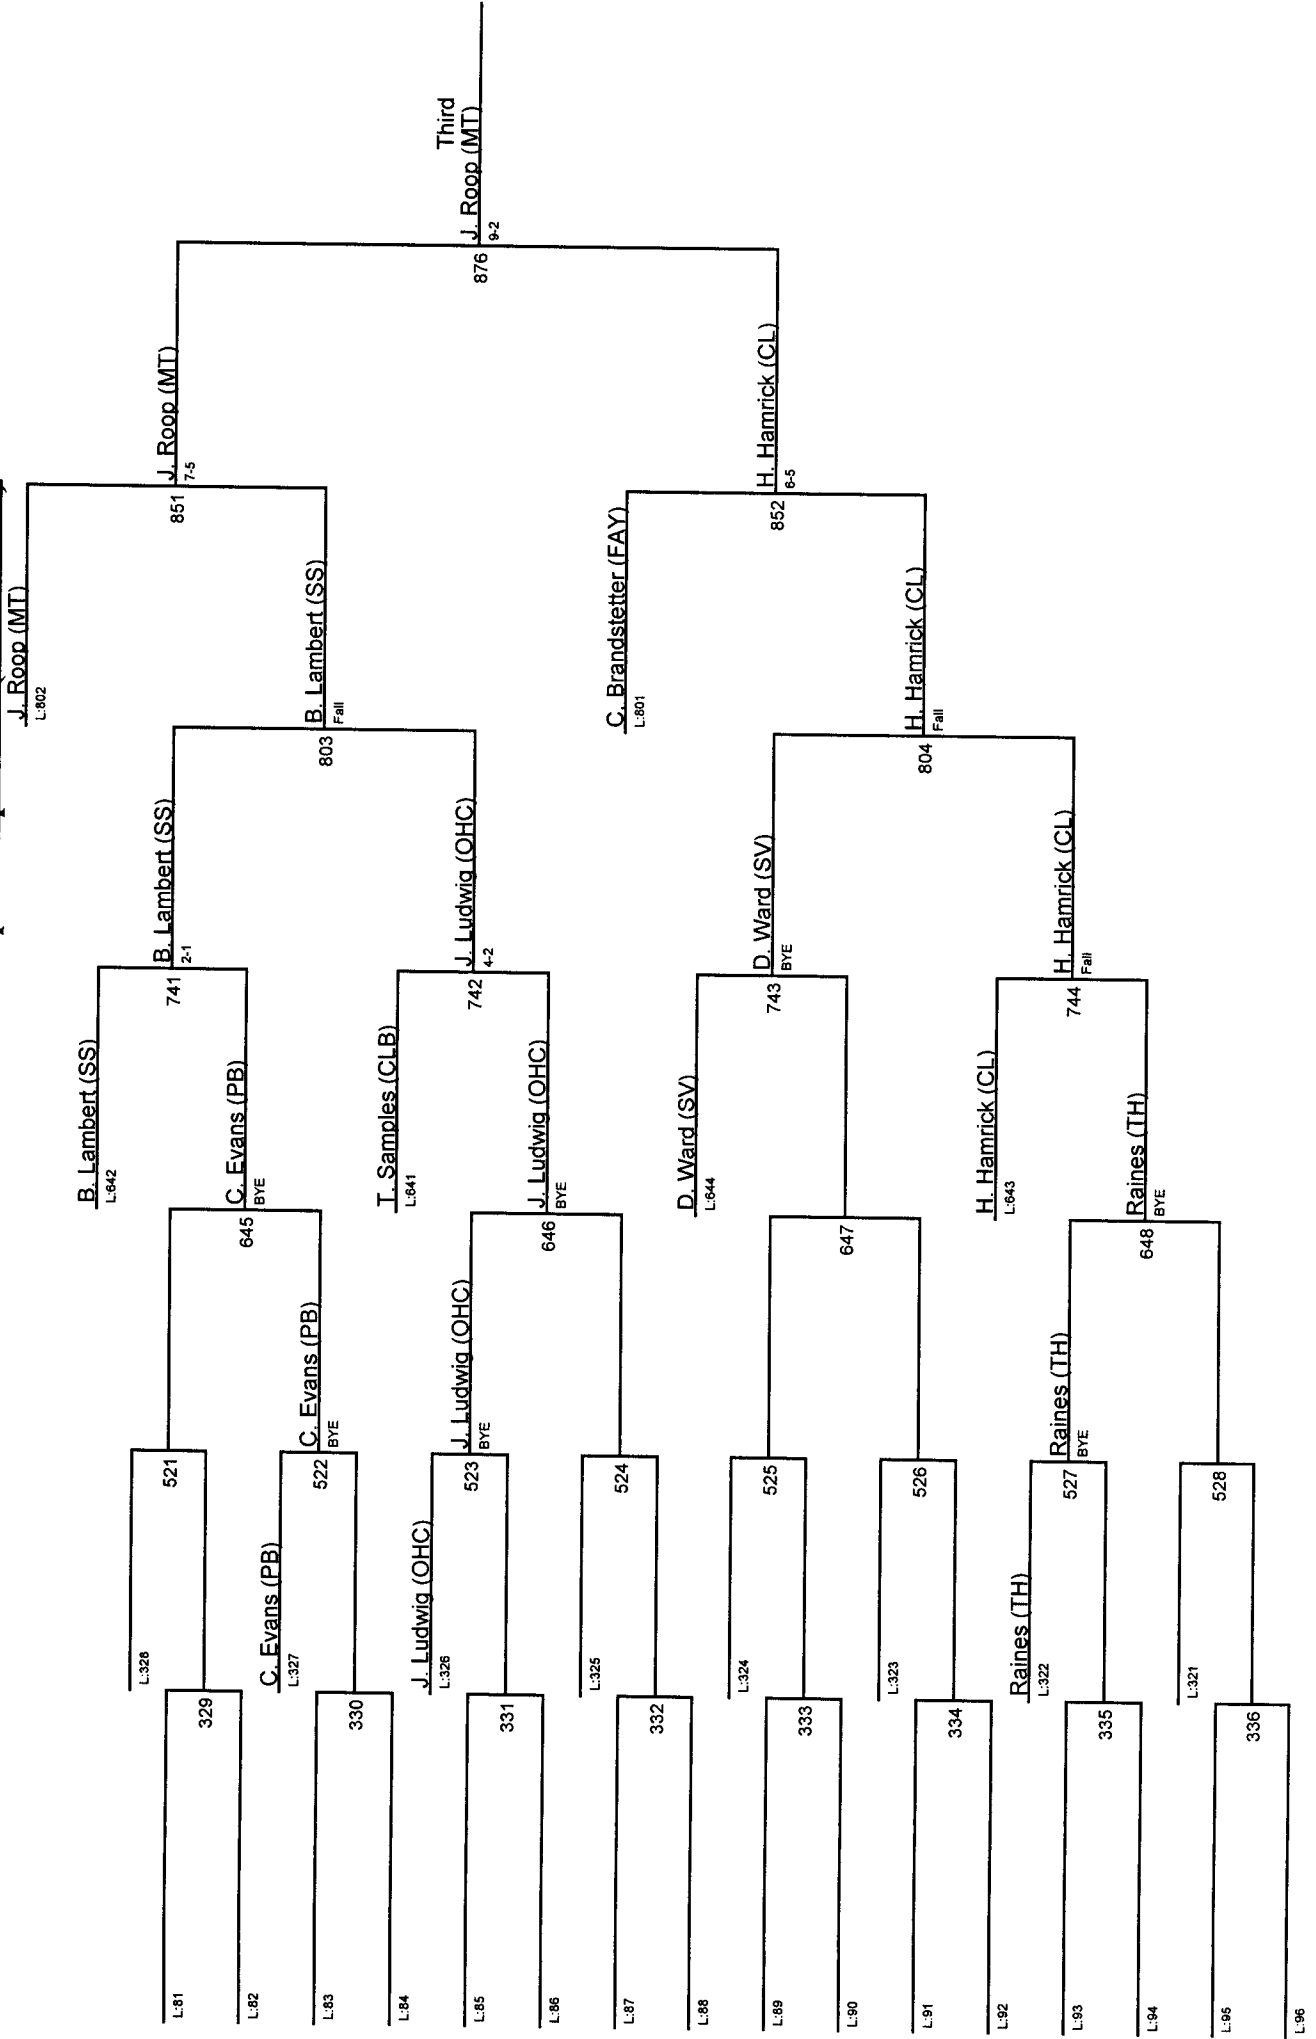 L:81
L:82
L:83
L:84
L:85
L:86
L:87
L:88
L:89
L:90
L:91
L:92
L:93
L:94
L:95
L:96
329
330
331
332
333
334
335
336
L:328
C. Evans (PB)
L:327
J. Ludwig (OHC)
L:326
L:325
L:324
L:323
Raines (TH)
L:322
L:321
521
522
523
524
525
526
527
528
C. Evans (PB)
BYE
J. Ludwig (OHC)
BYE
Raines (TH)
BYE
645
646
647
648
B. Lambert (SS)
L:642
C. Evans (PB)
BYE
T. Samples (CLB)
L:641
J. Ludwig (OHC)
BYE
D. Ward (SV)
L:644
H. Hamrick (CL)
L:643
Raines (TH)
BYE
741
742
743
744
B. Lambert (SS)
2-1
J. Ludwig (OHC)
4-2
D. Ward (SV)
BYE
H. Hamrick (CL)
Fall
803
804
J. Roop (MT)
L:802
B. Lambert (SS)
Fall
C. Brandstetter (FAY)
L:801
H. Hamrick (CL)
Fall
851
852
J. Roop (MT)
7-5
H. Hamrick (CL)
6-5
876
Third
J. Roop (MT)
9-2